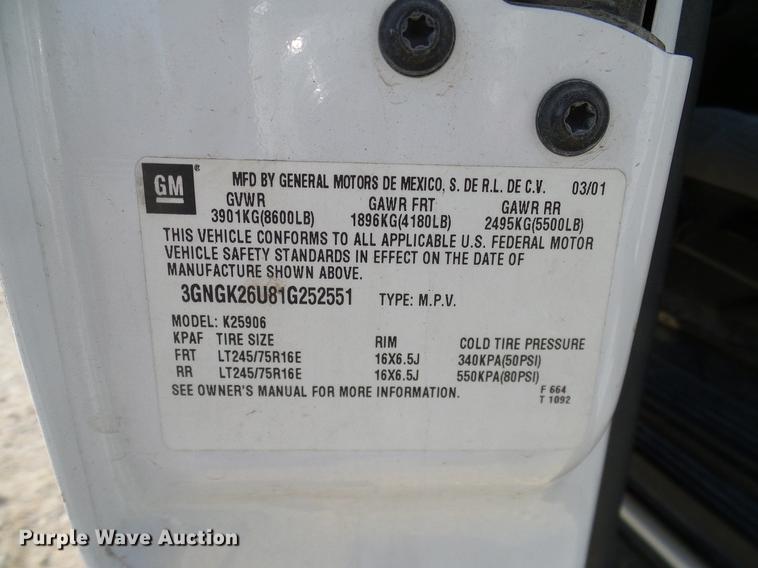 GM ® MFD BY GENERAL MOTORS DE MEXICO, S. DE R.L. DE C.V. 03/01
GVWR GAWR FRT GAWR RR
3901KG(8600LB) 1896KG(4180LB) 2495KG(5500LB)
THIS VEHICLE CONFORMS TO ALL APPLICABLE U.S. FEDERAL MOTOR
VEHICLE SAFETY STANDARDS IN EFFECT ON THE DATE OF
MANUFACTURE SHOWN ABOVE.
3GNGK26U81G252551 TYPE: M.P.V.
MODEL: K25906
KPAF TIRE SIZE RIM COLD TIRE PRESSURE
FRT LT245/75R16E 16X6.5J 340KPA(50PSI)
RR LT245/75R16E 16X6.5J 550KPA(80PSI)
SEE OWNER'S MANUAL FOR MORE INFORMATION. F 664
T 1092
Purple Wave Auction